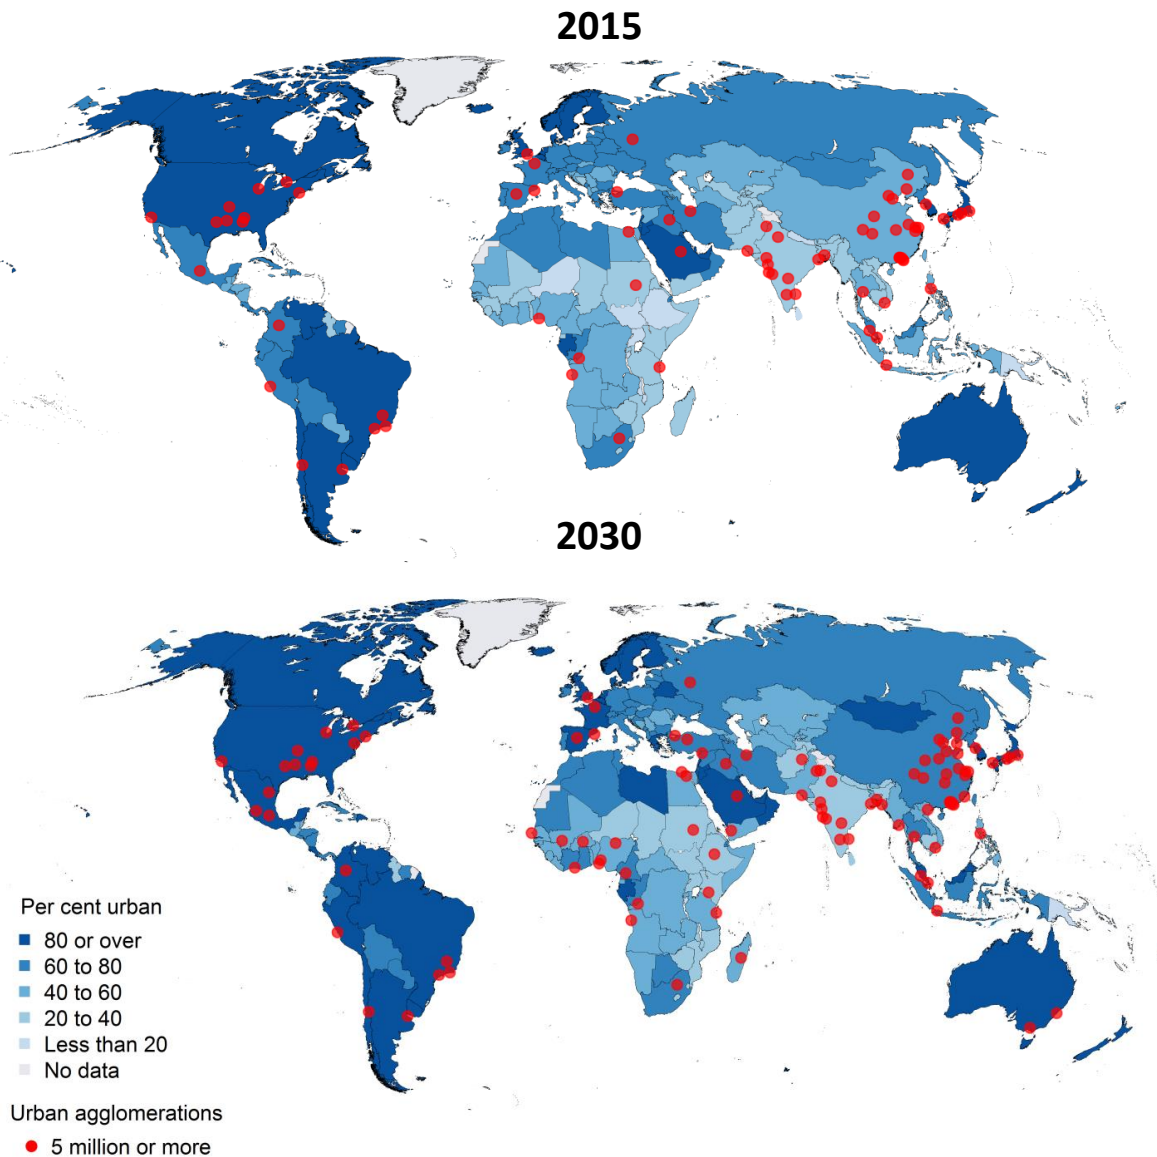 2015
2030
Per cent urban
80 or over
60 to 80
40 to 60
20 to 40
Less than 20
No data
Urban agglomerations
5 million or more